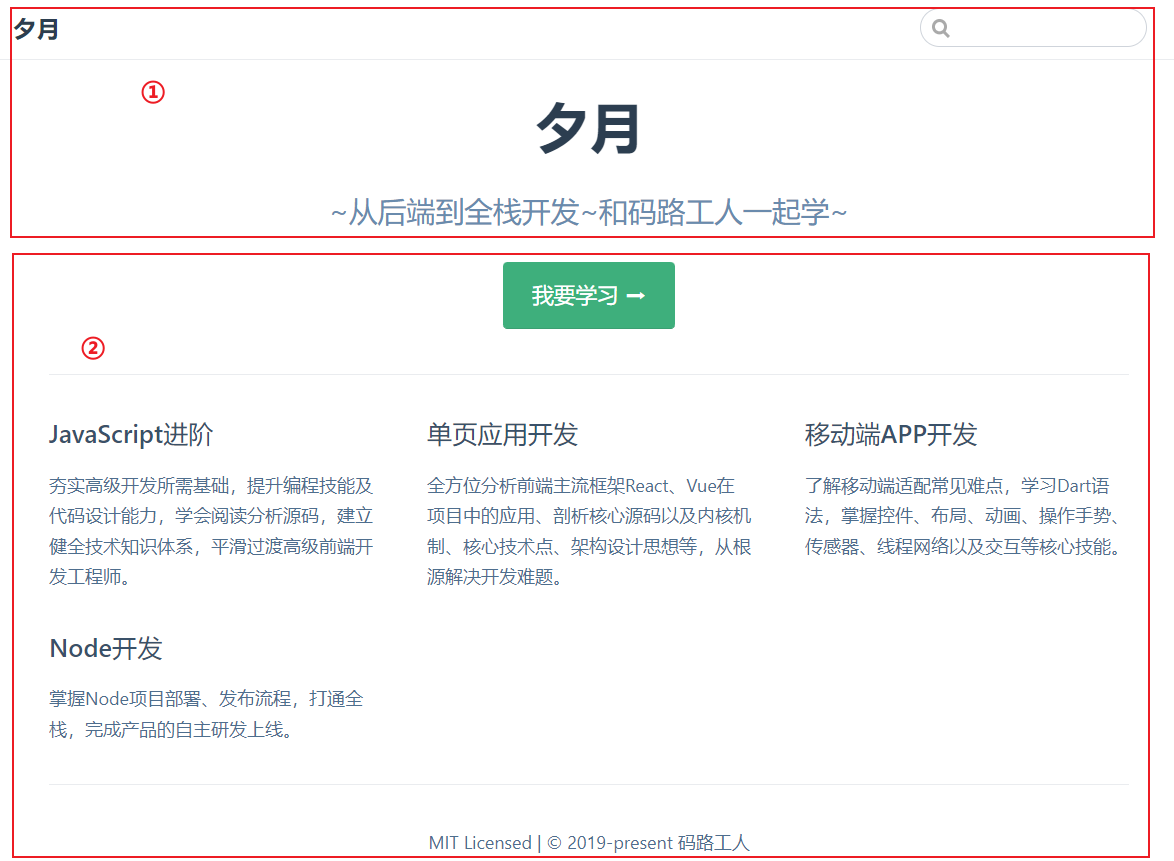 夕月
①
夕月
~从后端到全栈开发~和码路工人一起学~
我要学习 ➞
②
JavaScript进阶
夯实高级开发所需基础，提升编程技能及
代码设计能力，学会阅读分析源码，建立
健全技术知识体系，平滑过渡高级前端开
发工程师。
单页应用开发
全方位分析前端主流框架React、Vue在
项目中的应用、剖析核心源码以及内核机
制、核心技术点、架构设计思想等，从根
源解决开发难题。
移动端APP开发
了解移动端适配常见难点，学习Dart语
法，掌握控件、布局、动画、操作手势、
传感器、线程网络以及交互等核心技能。
Node开发
掌握Node项目部署、发布流程，打通全
栈，完成产品的自主研发上线。
MIT Licensed | © 2019-present 码路工人